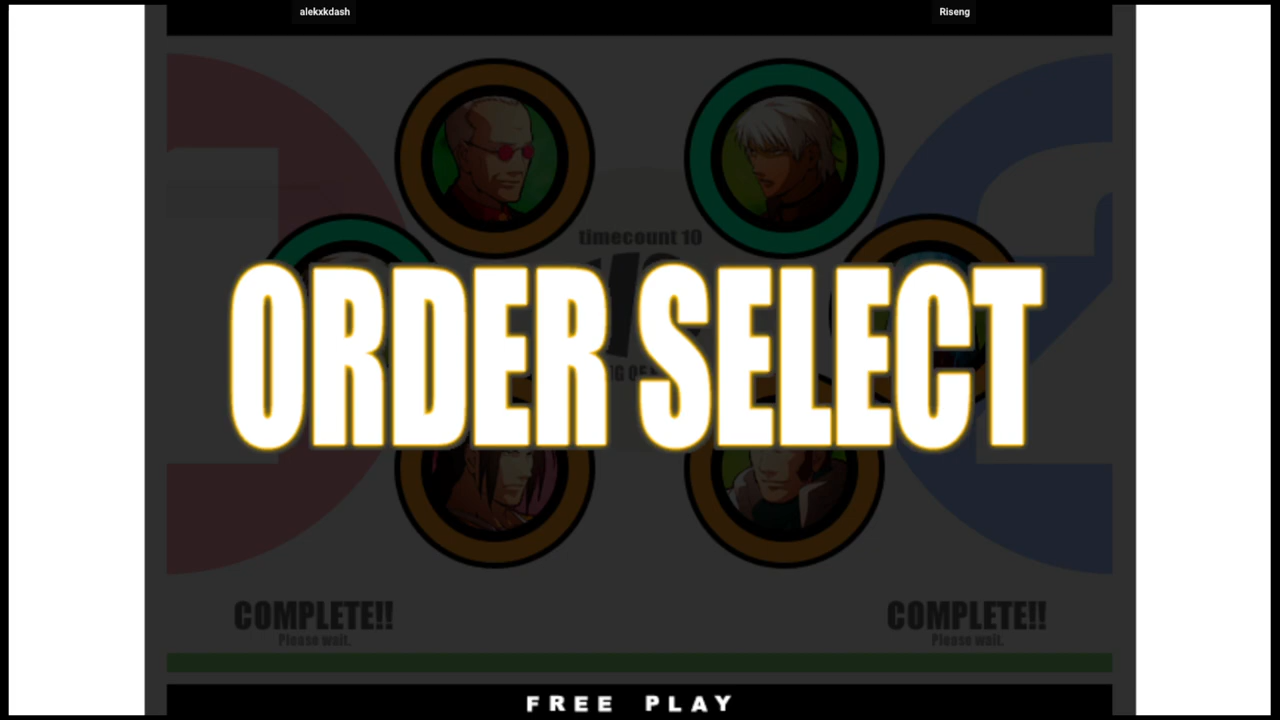 alekxkdash
Riseng
timecount 10
ORDER SELECT
COMPLETE!!
Please wait.
COMPLETE!!
Please wait.
FREE PLAY